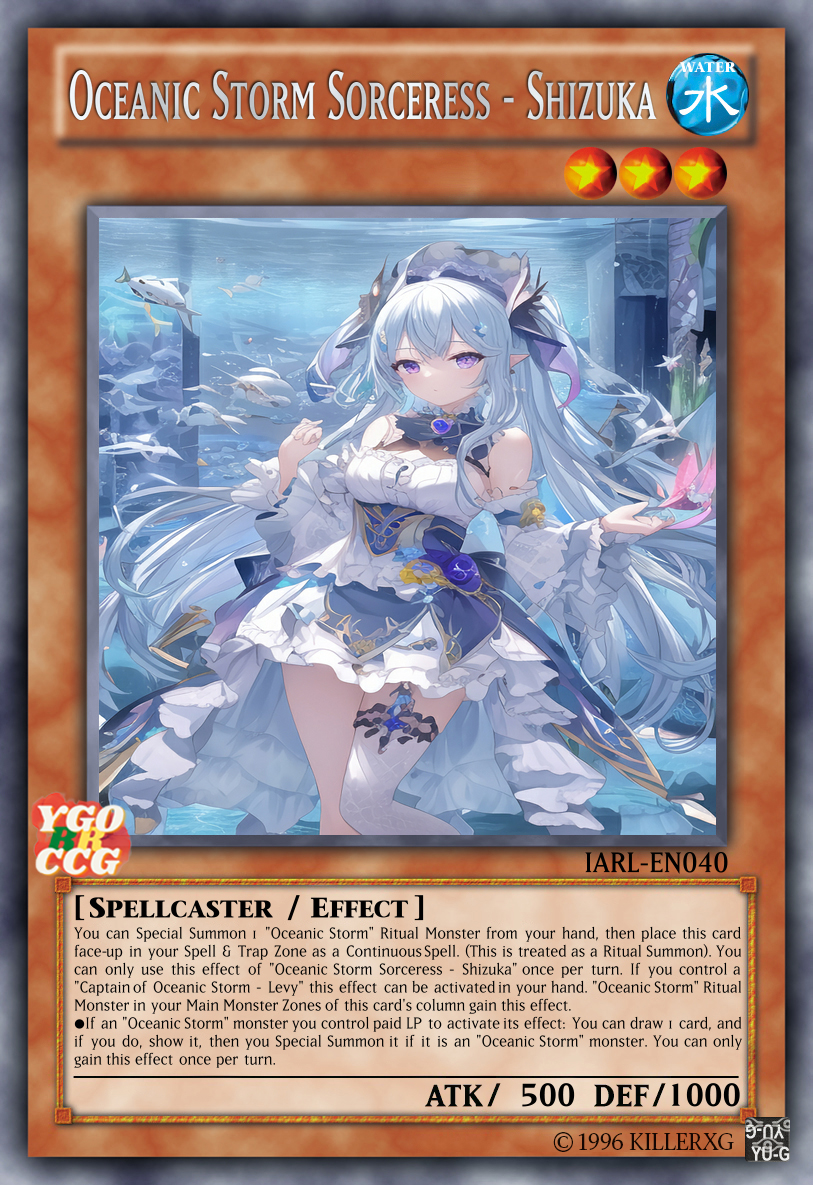 OCEANIC STORM SORCERESS - SHIZUKA
WATER
水
YGO
RR
CCG
IARL-EN040
[ SPELLCASTER / EFFECT ]
You can Special Summon 1 "Oceanic Storm" Ritual Monster from your hand, then place this card
face-up in your Spell & Trap Zone as a Continuous Spell. (This is treated as a Ritual Summon). You
can only use this effect of "Oceanic Storm Sorceress - Shizuka" once per turn. If you control a
"Captain of Oceanic Storm - Levy" this effect can be activated in your hand. "Oceanic Storm" Ritual
Monster in your Main Monster Zones of this card's column gain this effect.
●If an "Oceanic Storm" monster you control paid LP to activate its effect: You can draw 1 card, and
if you do, show it, then you Special Summon it if it is an "Oceanic Storm" monster. You can only
gain this effect once per turn.
ATK/ 500 DEF/1000
© 1996 KILLERXG
YU-G
YU-G